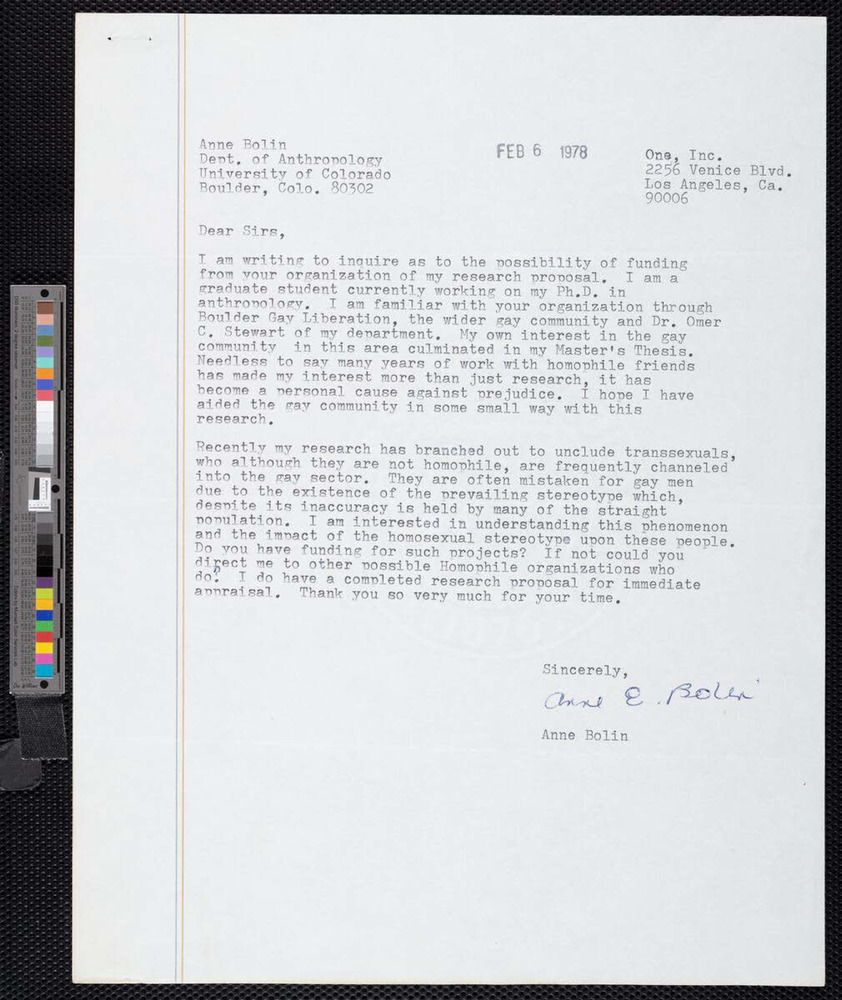 Anne Bolin
Dept. of Anthropology
University of Colorado
Boulder, Colo. 80302
FEB 6 1978
One, Inc.
2256 Venice Blvd.
Los Angeles, Ca.
90006
Dear Sirs,
I am writing to inquire as to the possibility of funding
from your organization of my research proposal. I am a
graduate student currently working on my Ph.D. in
anthropology. I am familiar with your organization through
Boulder Gay Liberation, the wider gay community and Dr. Omer
C. Stewart of my department. My own interest in the gay
community in this area culminated in my Master's Thesis.
Needless to say many years of work with homophile friends
has made my interest more than just research, it has
become a personal cause against prejudice. I hope I have
aided the gay community in some small way with this
research.
Recently my research has branched out to unclude transsexuals,
who although they are not homophile, are frequently channeled
into the gay sector. They are often mistaken for gay men
due to the existence of the prevailing stereotype which,
despite its inaccuracy is held by many of the straight
population. I am interested in understanding this phenomenon
and the impact of the homosexual stereotype upon these people.
Do you have funding for such projects? If not could you
direct me to other possible Homophile organizations who
do? I do have a completed research proposal for immediate
appraisal. Thank you so very much for your time.
Sincerely,
Anne E. Bolin
Anne Bolin